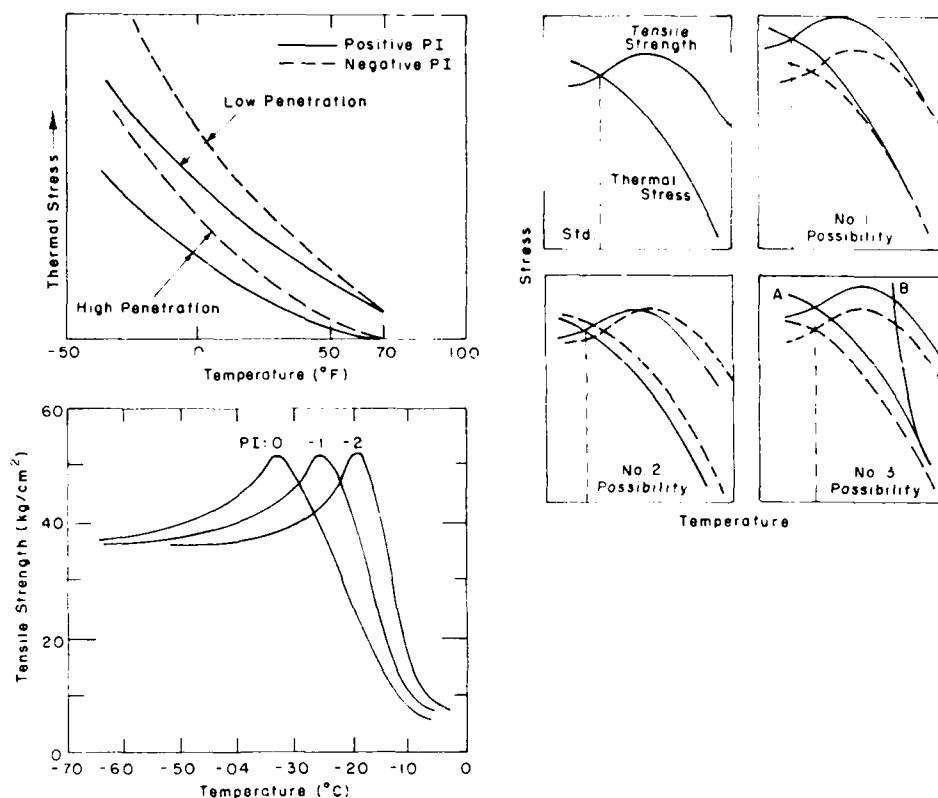 Positive PI
Negative PI
Low Penetration
High Penetration
Thermal Stress
-50 0 50 70 100
Temperature (°F)
Tensile
Strength
Thermal
Stress
Std.
No. 1
Possibility
A
B
No. 2
Possibility
No. 3
Possibility
Stress
Temperature
60
PI: 0 -1 -2
40
20
0
Tensile Strength (kg/cm²)
-70 -60 -50 -04 -30 -20 -10 0
Temperature (°C)